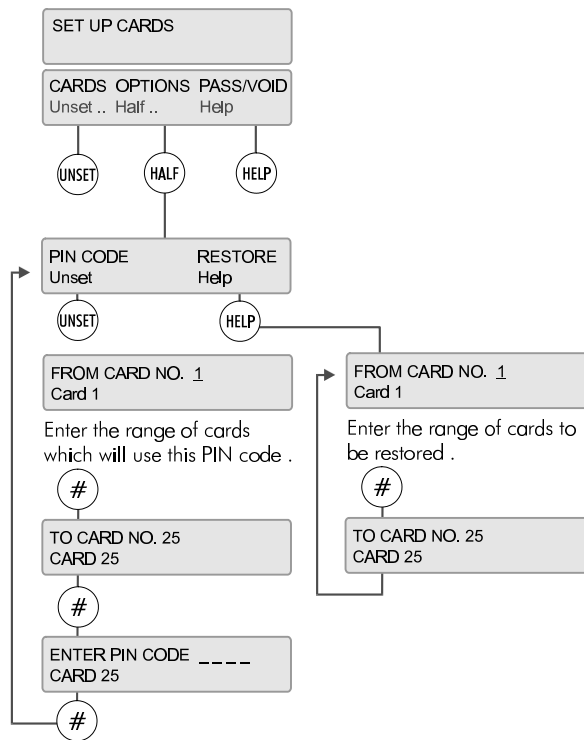 SET UP CARDS
CARDS OPTIONS PASS/VOID
Unset .. Half .. Help
UNSET HALF HELP
PIN CODE RESTORE
Unset Help
UNSET HELP
FROM CARD NO. 1
Card 1
Enter the range of cards
which will use this PIN code .
#
TO CARD NO. 25
CARD 25
#
ENTER PIN CODE _ _ _ _
CARD 25
#
FROM CARD NO. 1
Card 1
Enter the range of cards to
be restored .
#
TO CARD NO. 25
CARD 25